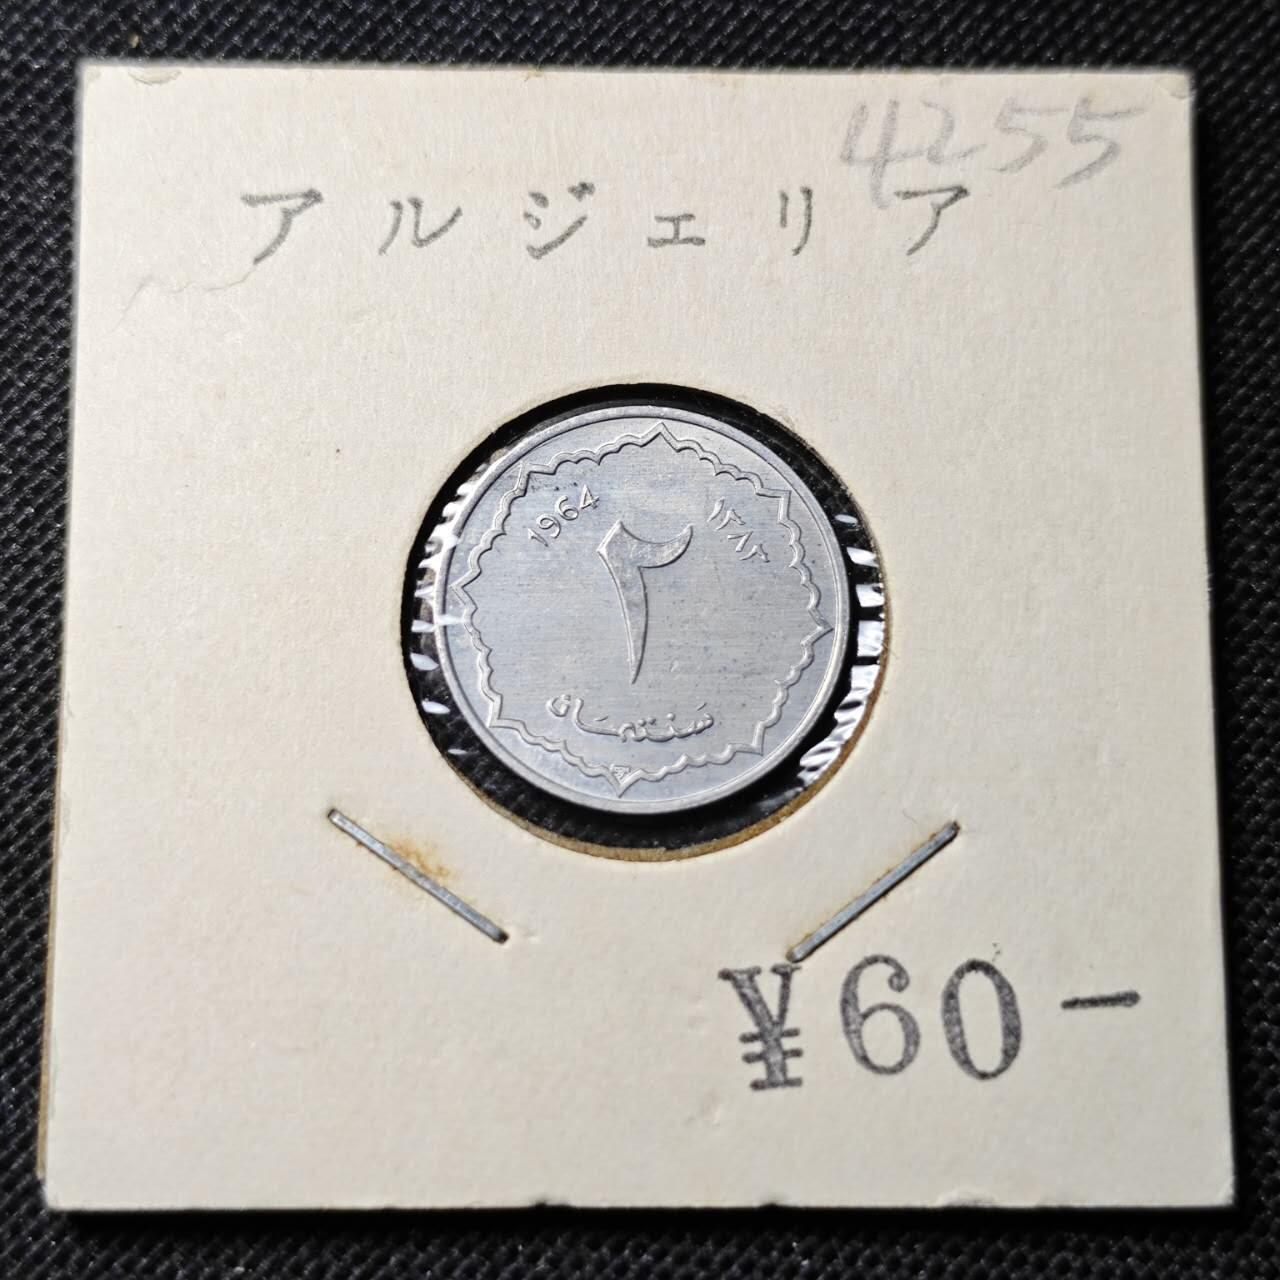 4255
アルジェリア
1964 ١٣٨٣
٢
سنتيمان
¥60-